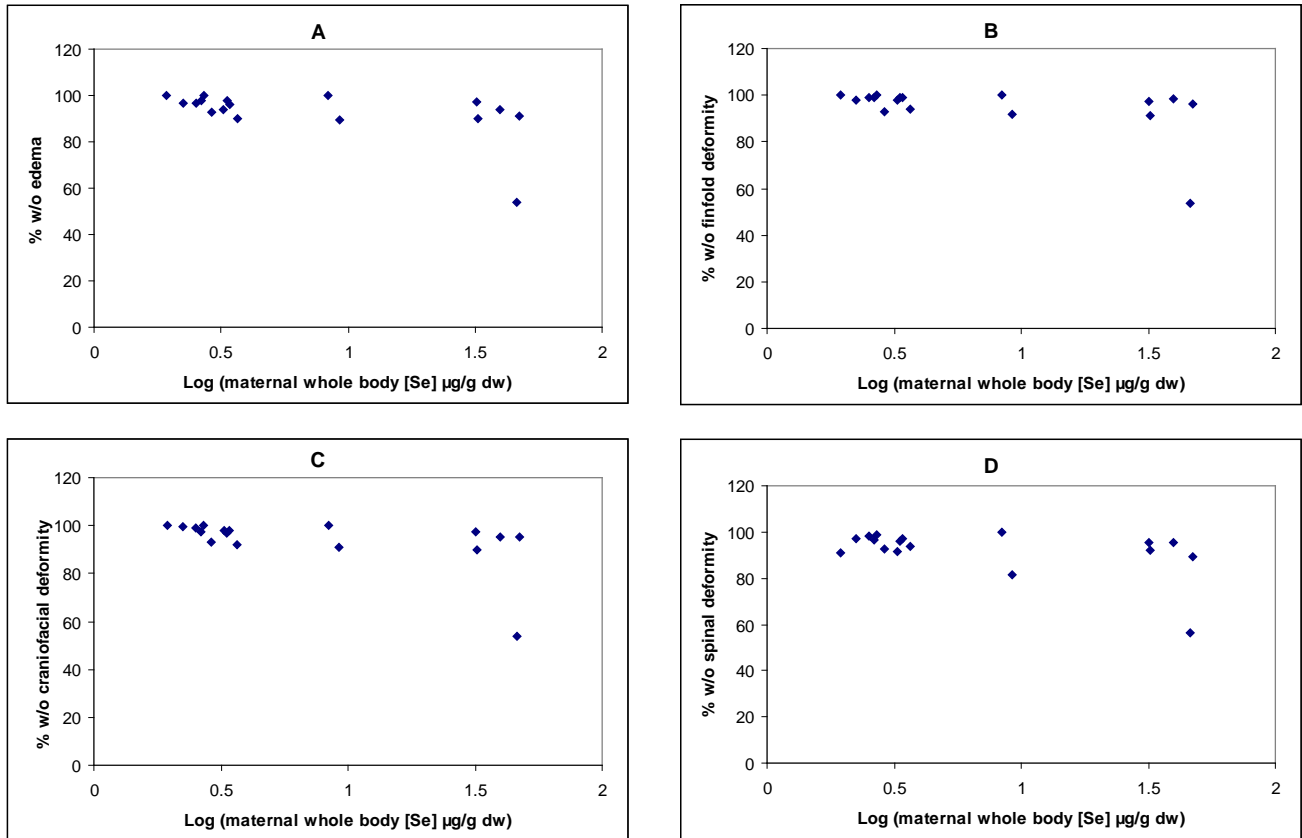 A
120
100
80
60
40
20
0
% w/o edema
0 0.5 1 1.5 2
Log (maternal whole body [Se] µg/g dw)
B
120
100
80
60
40
20
0
% w/o finfold deformity
0 0.5 1 1.5 2
Log (maternal whole body [Se] µg/g dw)
C
120
100
80
60
40
20
0
% w/o craniofacial deformity
0 0.5 1 1.5 2
Log (maternal whole body [Se] µg/g dw)
D
120
100
80
60
40
20
0
% w/o spinal deformity
0 0.5 1 1.5 2
Log (maternal whole body [Se] µg/g dw)